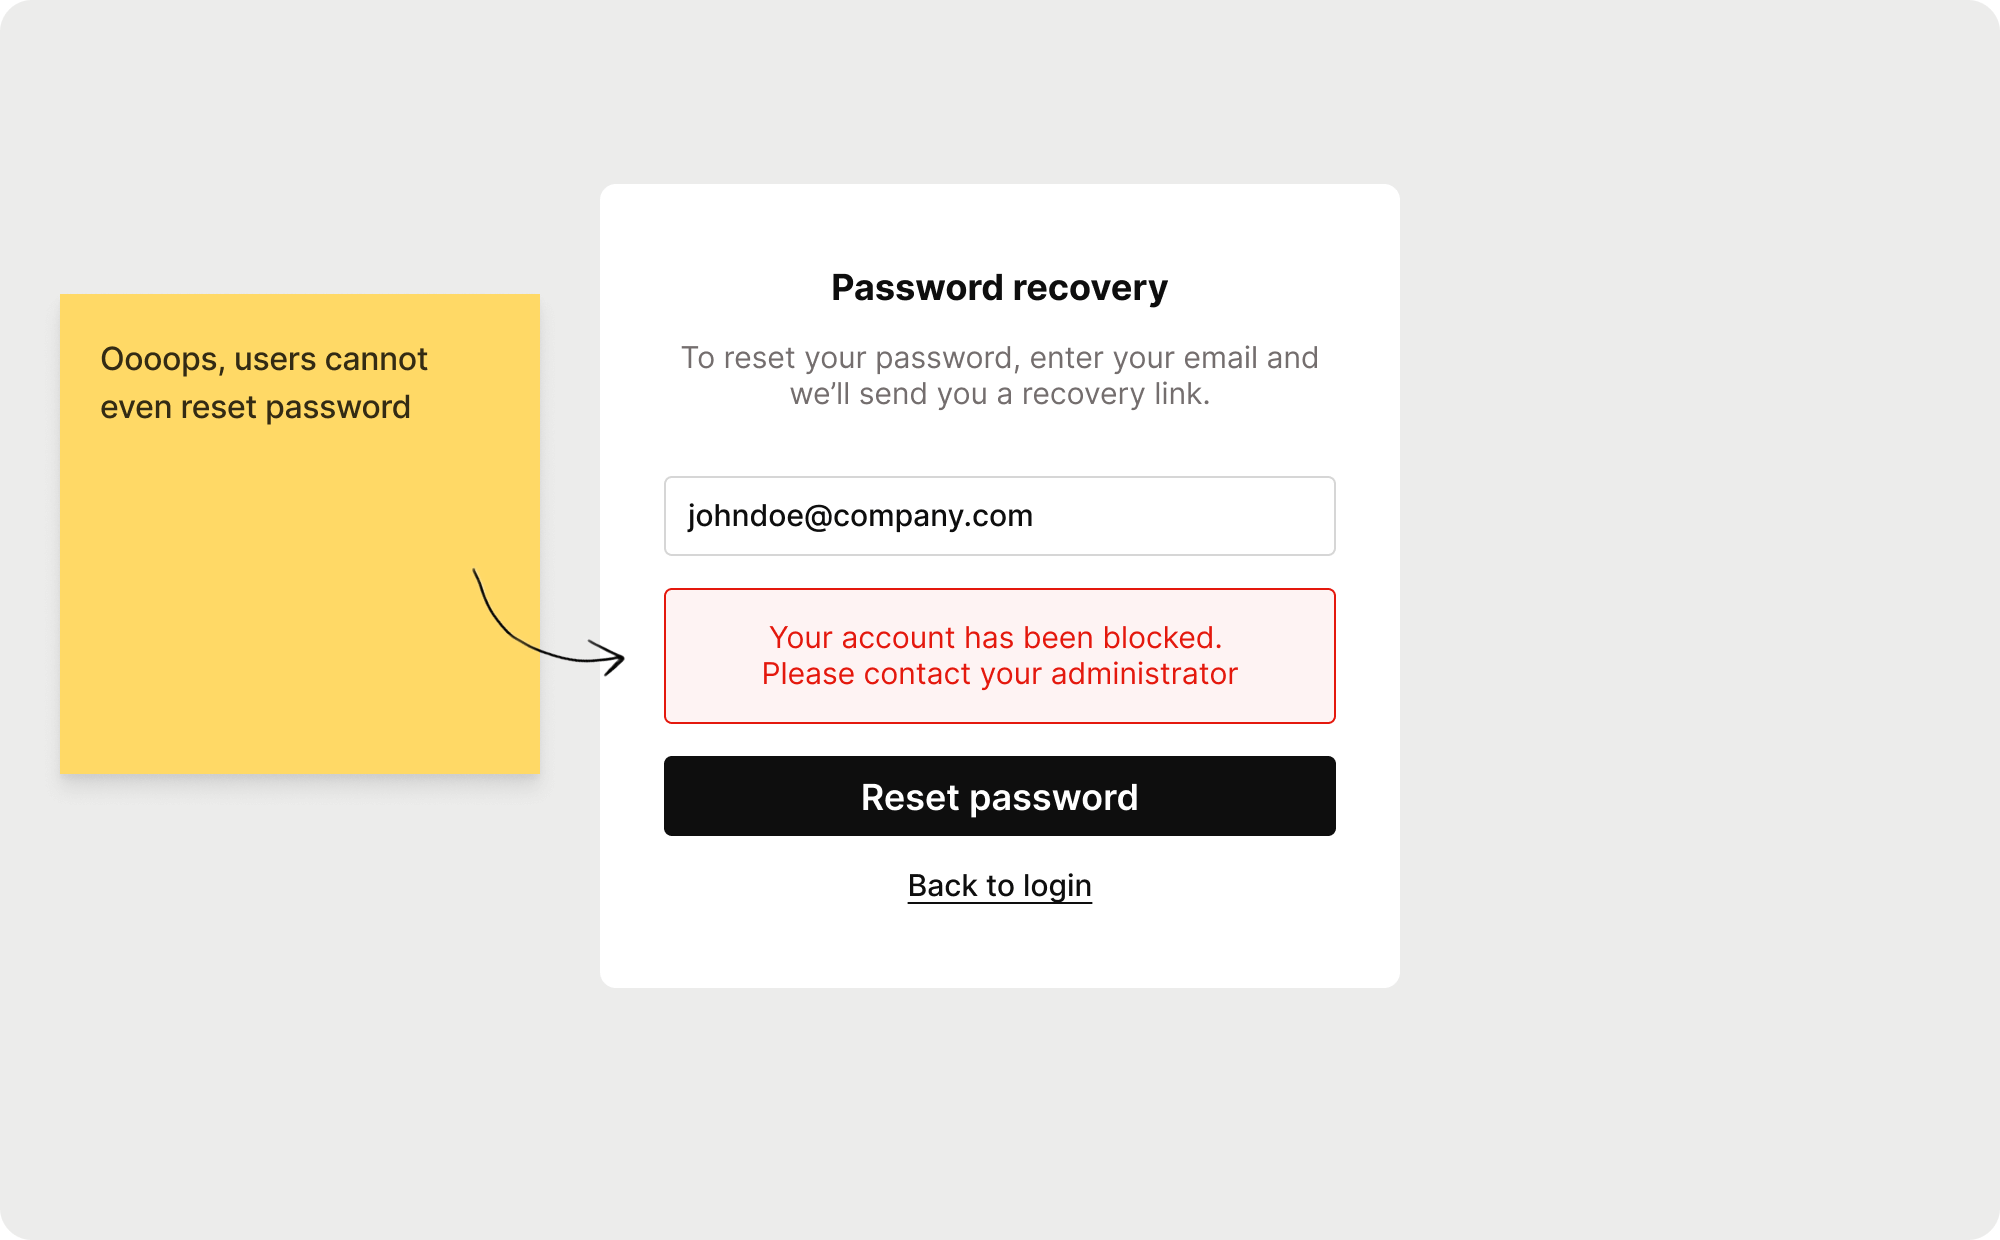 Oooops, users cannot
even reset password
Password recovery
To reset your password, enter your email and
we’ll send you a recovery link.
johndoe@company.com
Your account has been blocked.
Please contact your administrator
Reset password
Back to login